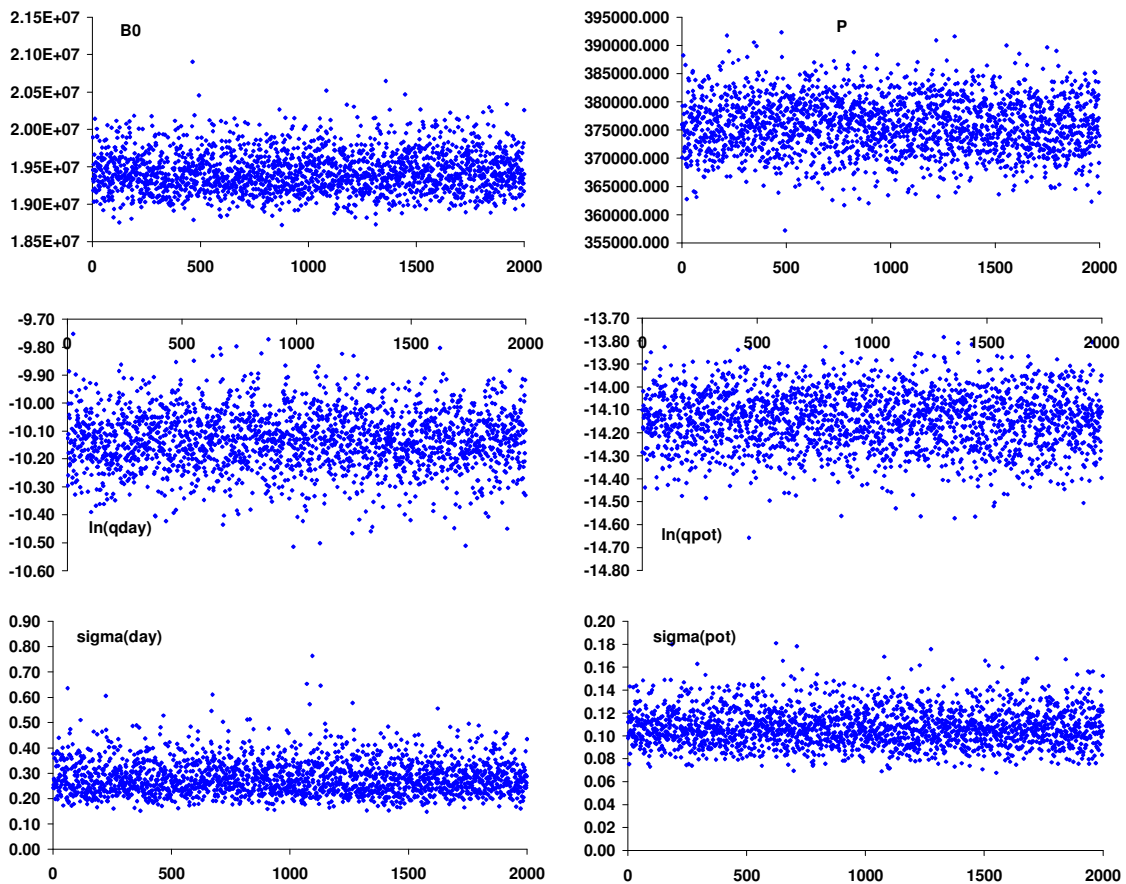 B0
2.15E+07
2.10E+07
2.05E+07
2.00E+07
1.95E+07
1.90E+07
1.85E+07
0 500 1000 1500 2000
P
395000.000
390000.000
385000.000
380000.000
375000.000
370000.000
365000.000
360000.000
355000.000
0 500 1000 1500 2000
-9.70
-9.80
-9.90
-10.00
-10.10
-10.20
-10.30
-10.40
-10.50
-10.60
0 500 1000 1500 2000
ln(qday)
-13.70
-13.80
-13.90
-14.00
-14.10
-14.20
-14.30
-14.40
-14.50
-14.60
-14.70
-14.80
0 500 1000 1500 2000
ln(qpot)
sigma(day)
0.90
0.80
0.70
0.60
0.50
0.40
0.30
0.20
0.10
0.00
0 500 1000 1500 2000
sigma(pot)
0.20
0.18
0.16
0.14
0.12
0.10
0.08
0.06
0.04
0.02
0.00
0 500 1000 1500 2000